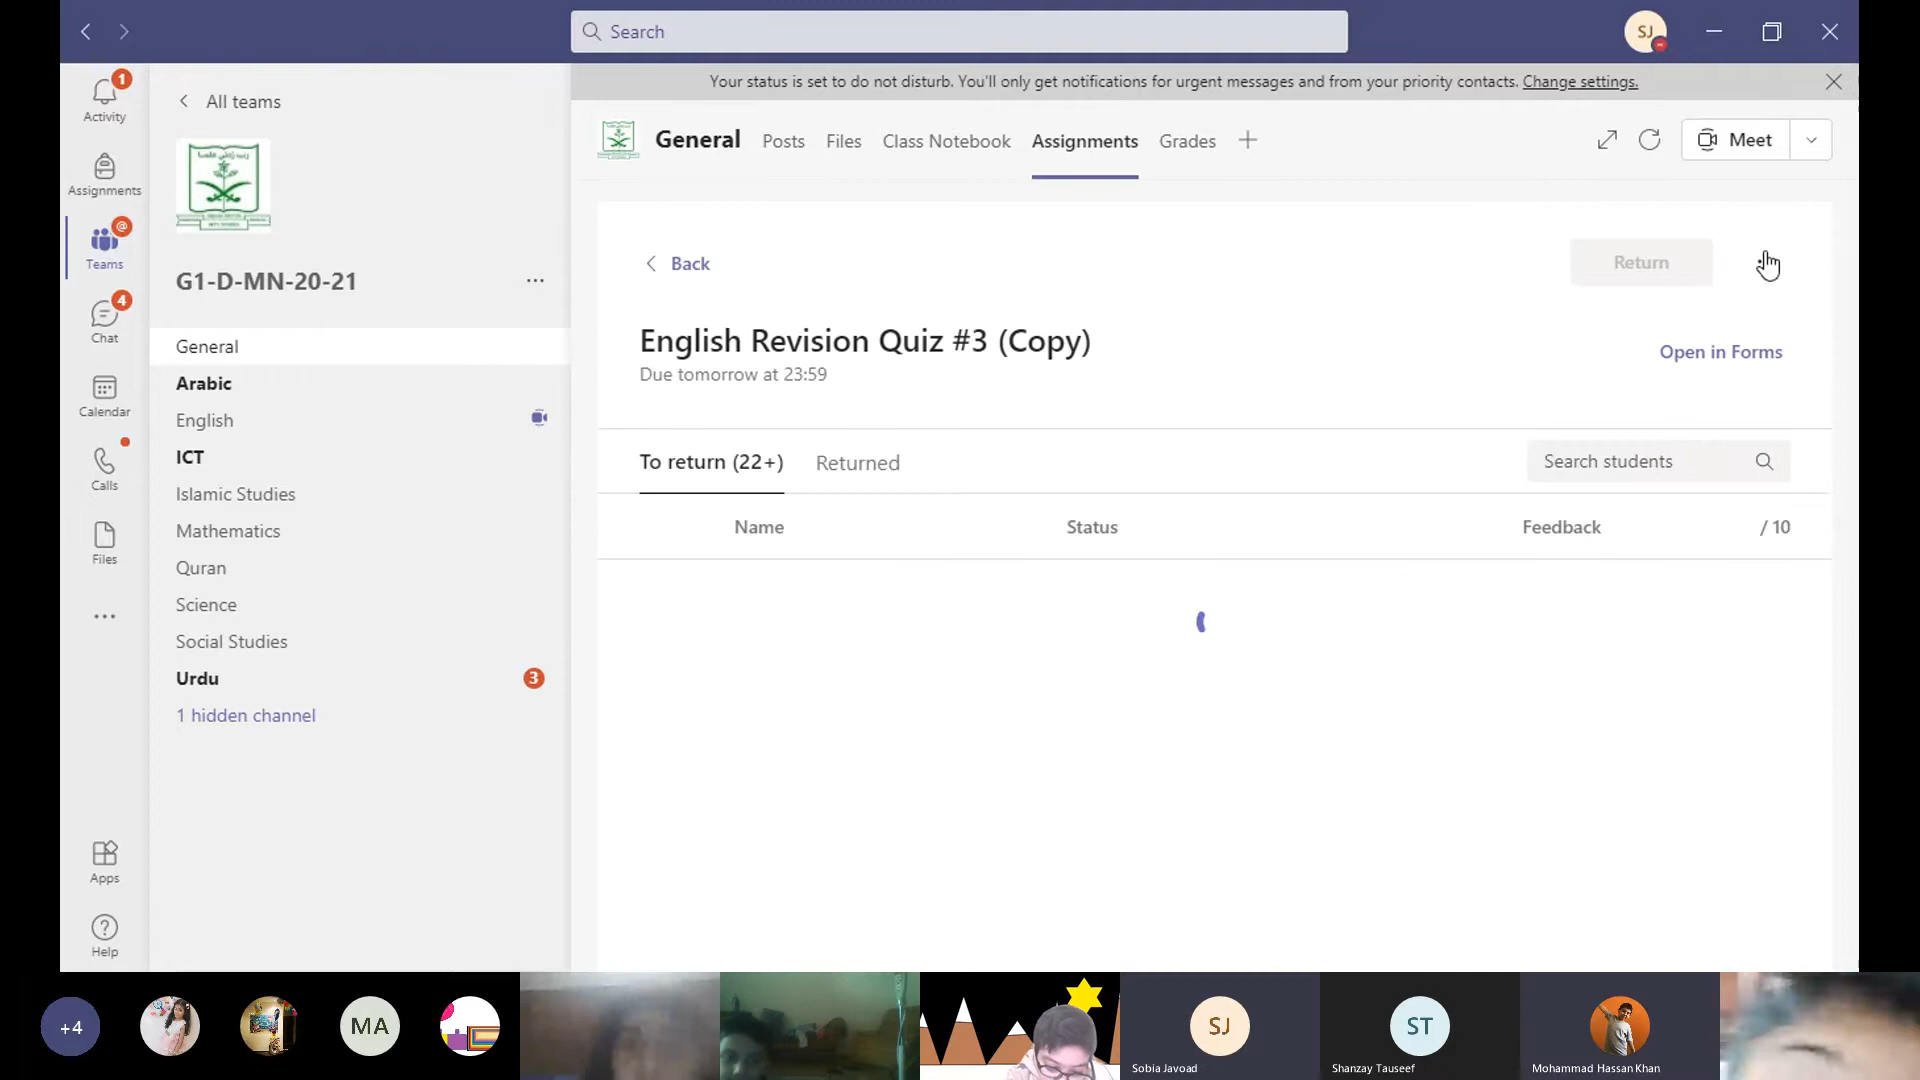 Search
SJ
Your status is set to do not disturb. You'll only get notifications for urgent messages and from your priority contacts. Change settings.
1
Activity
Assignments
@
Teams
4
Chat
Calendar
Calls
Files
Apps
Help
All teams
G1-D-MN-20-21
General
Arabic
English
ICT
Islamic Studies
Mathematics
Quran
Science
Social Studies
Urdu
3
1 hidden channel
General
Posts
Files
Class Notebook
Assignments
Grades
Meet
Back
Return
English Revision Quiz #3 (Copy)
Due tomorrow at 23:59
Open in Forms
To return (22+)
Returned
Search students
Name
Status
Feedback
/ 10
+4
MA
SJ
Sobia Javoad
ST
Shanzay Tauseef
Mohammad Hassan Khan